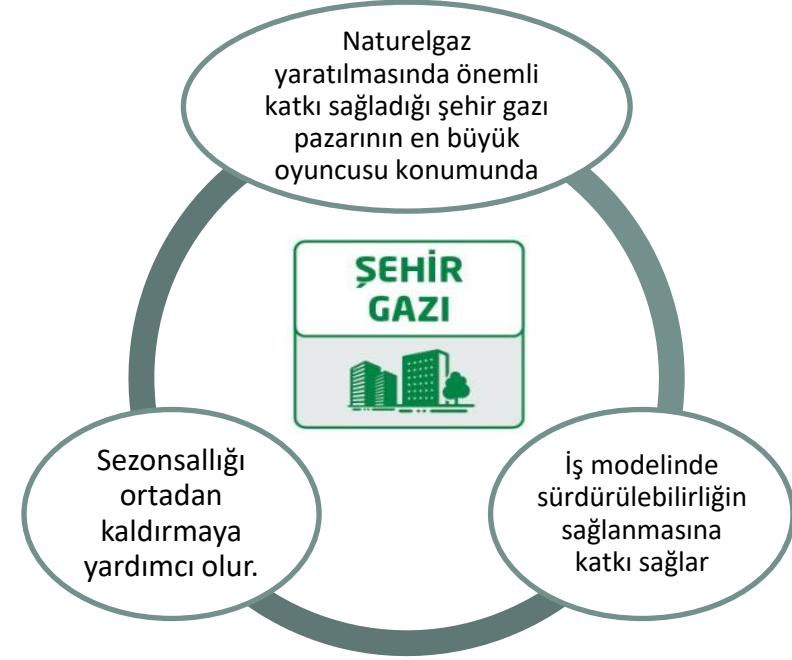 Naturelgaz
yaratılmasında önemli
katkı sağladığı şehir gazı
pazarının en büyük
oyuncusu konumunda
ŞEHİR
GAZI
Sezonsallığı
ortadan
kaldırmaya
yardımcı olur.
İş modelinde
sürdürülebilirliğin
sağlanmasına
katkı sağlar